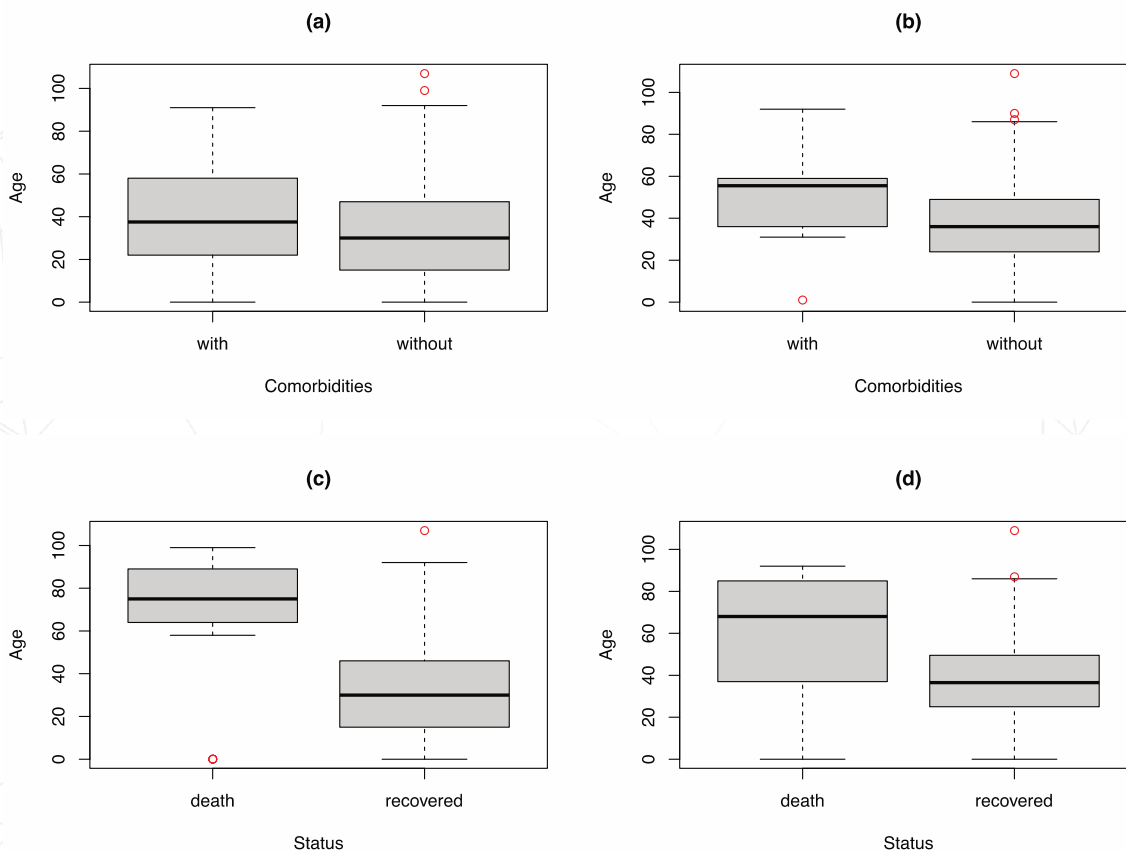 (a)
Age
0 20 40 60 80 100
with without
Comorbidities
(b)
Age
0 20 40 60 80 100
with without
Comorbidities
(c)
Age
0 20 40 60 80 100
death recovered
Status
(d)
Age
0 20 40 60 80 100
death recovered
Status